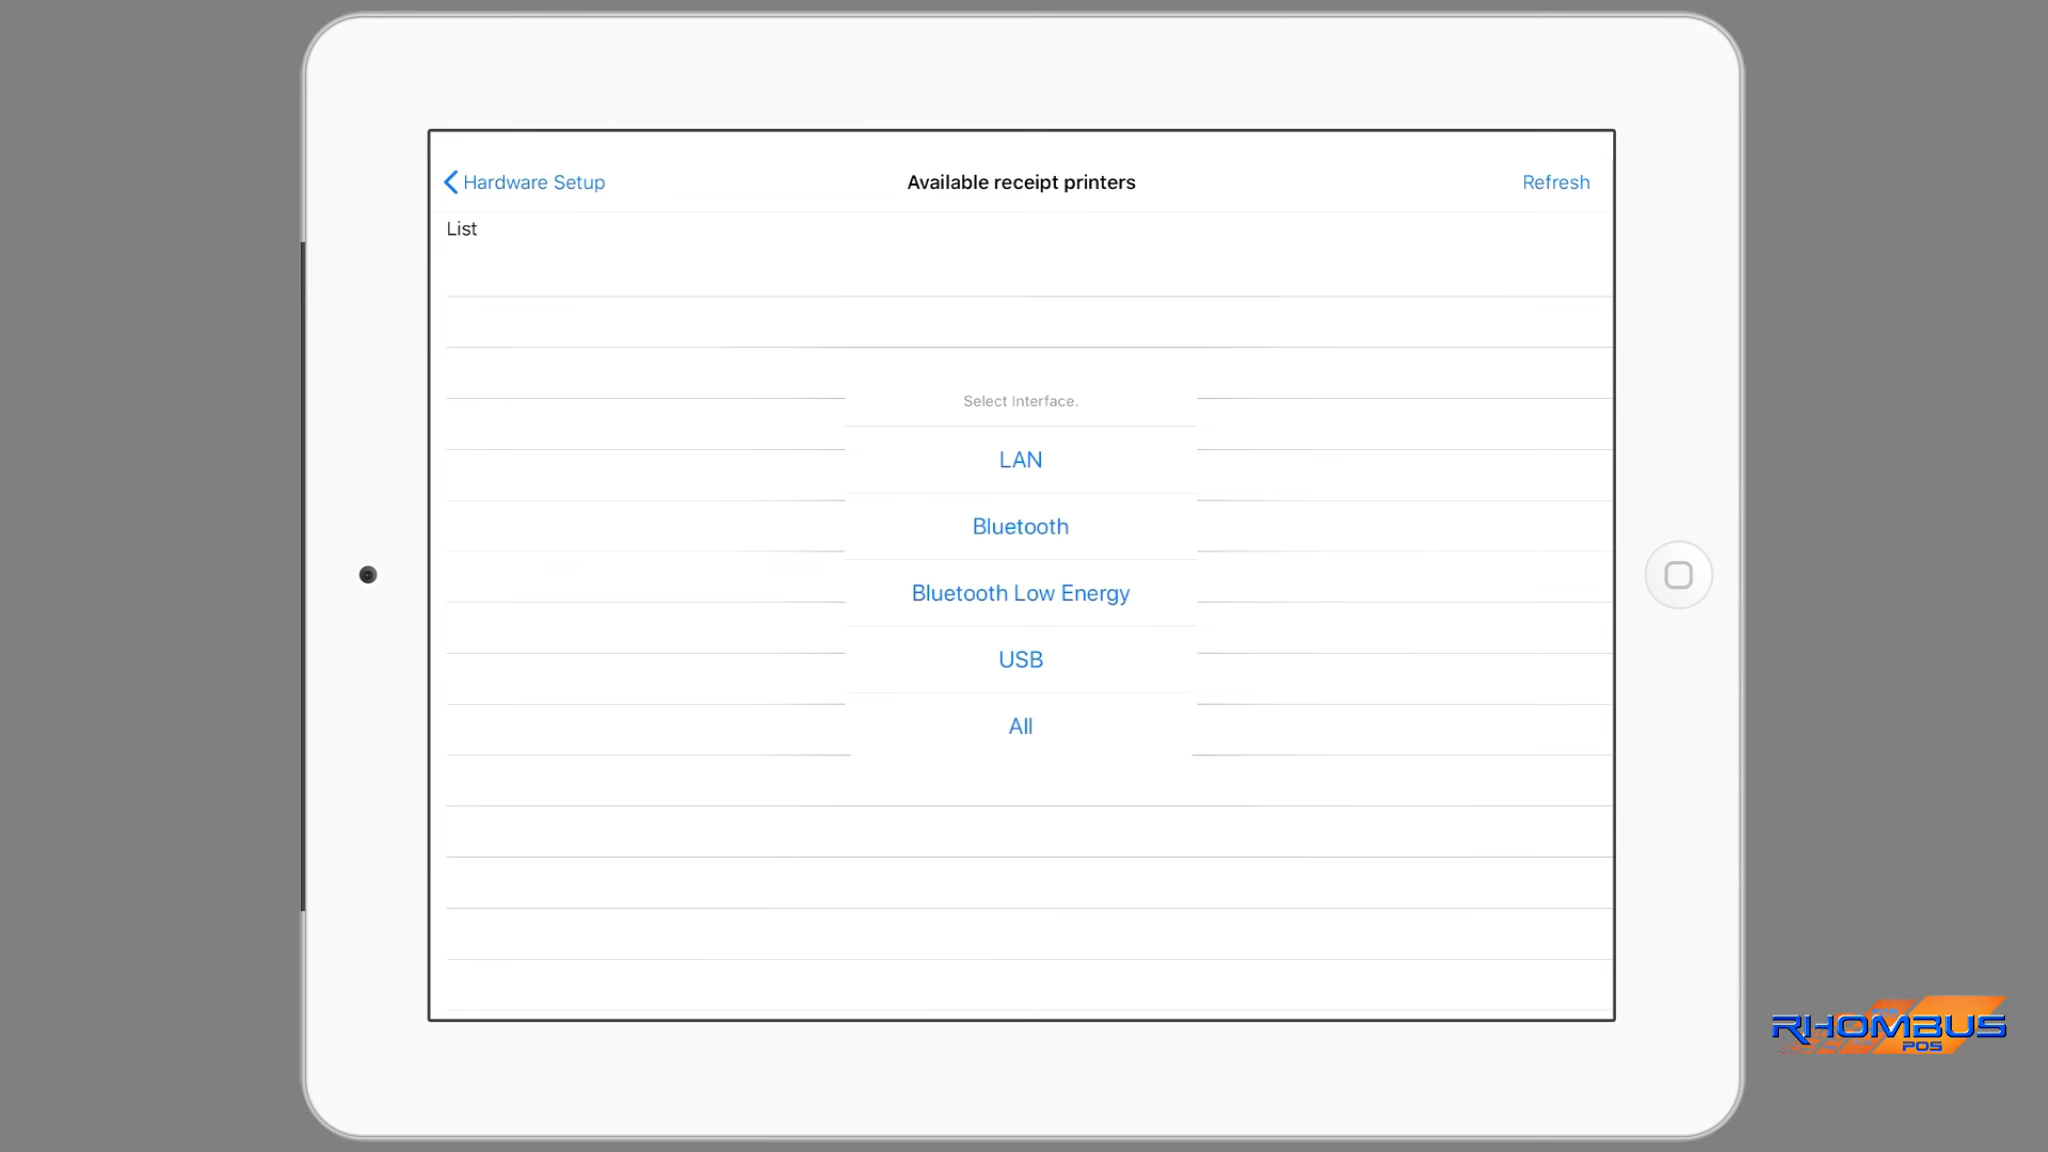 Hardware Setup
Available receipt printers
Refresh
List
Select Interface.
LAN
Bluetooth
Bluetooth Low Energy
USB
All
RHOMBUS
POS